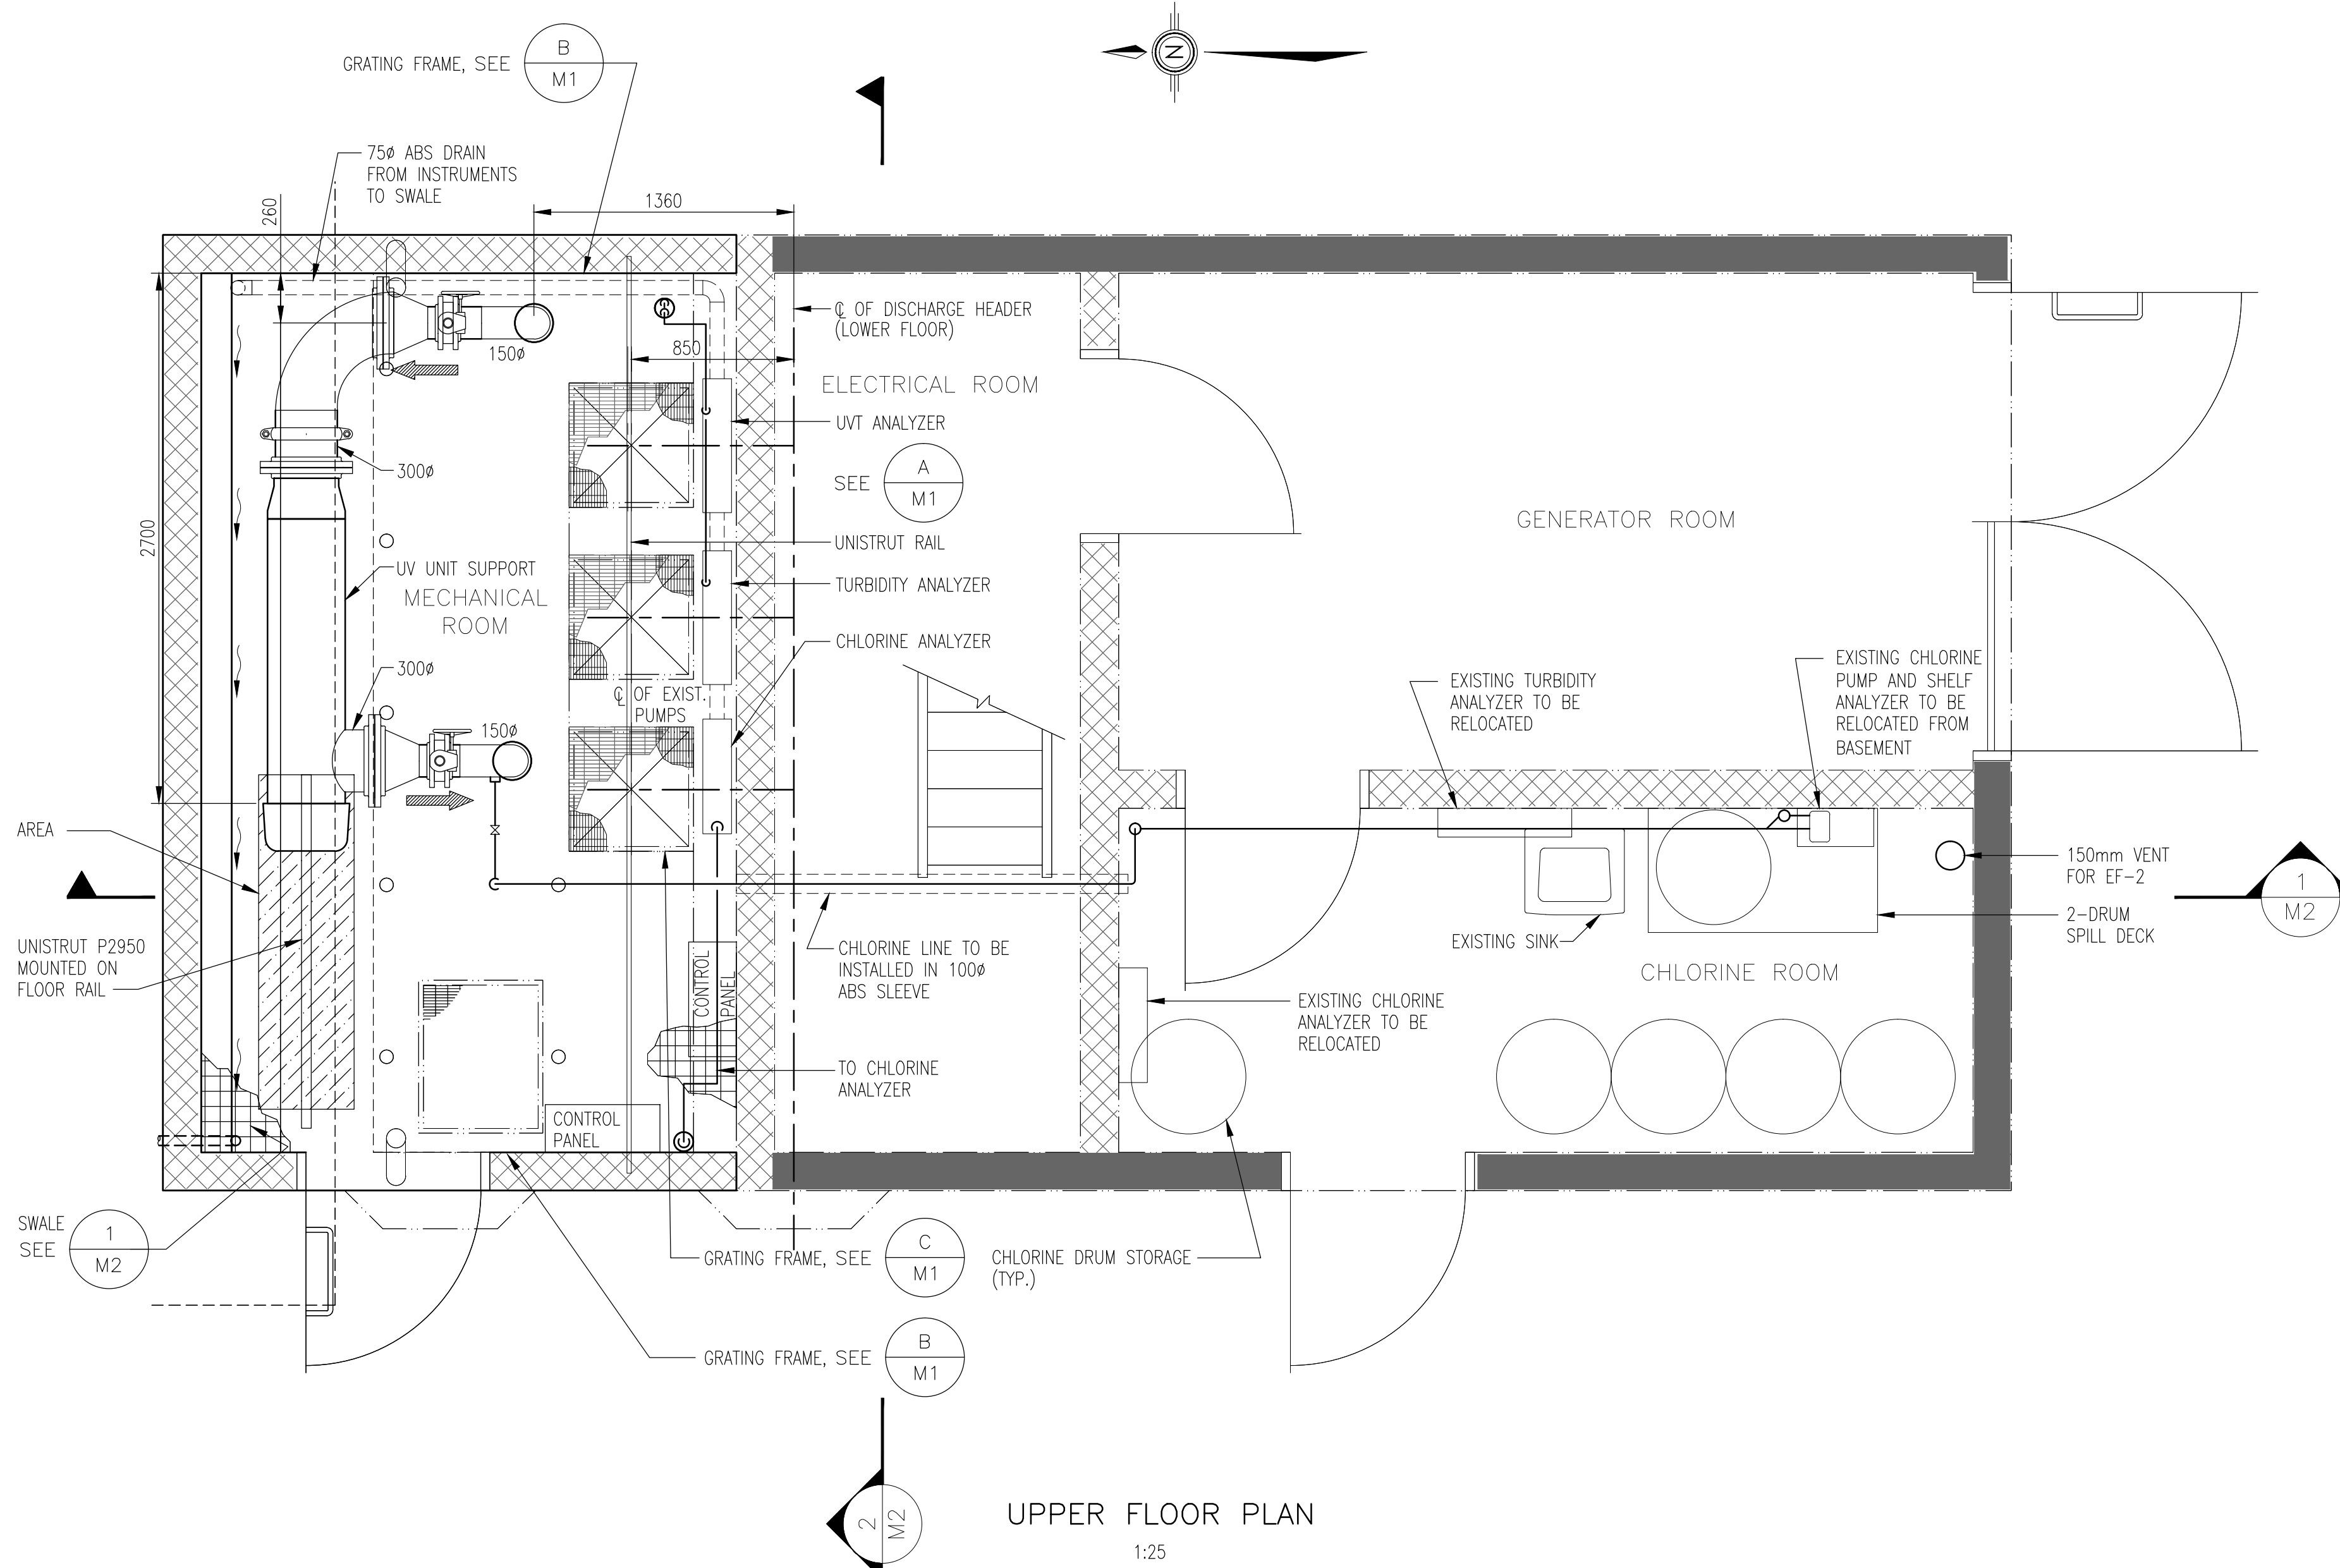 B
GRATING FRAME, SEE
M1
N
75ø ABS DRAIN
FROM INSTRUMENTS
TO SWALE
260
1360
℄ OF DISCHARGE HEADER
(LOWER FLOOR)
150ø
850
ELECTRICAL ROOM
UVT ANALYZER
A
SEE
M1
300ø
GENERATOR ROOM
2700
UNISTRUT RAIL
UV UNIT SUPPORT
MECHANICAL
ROOM
TURBIDITY ANALYZER
CHLORINE ANALYZER
300ø
℄ OF EXIST.
PUMPS
150ø
EXISTING TURBIDITY
ANALYZER TO BE
RELOCATED
EXISTING CHLORINE
PUMP AND SHELF
ANALYZER TO BE
RELOCATED FROM
BASEMENT
AREA
150mm VENT
FOR EF-2
1
M2
2-DRUM
SPILL DECK
UNISTRUT P2950
MOUNTED ON
FLOOR RAIL
CONTROL
PANEL
CHLORINE LINE TO BE
INSTALLED IN 100ø
ABS SLEEVE
EXISTING SINK
CHLORINE ROOM
EXISTING CHLORINE
ANALYZER TO BE
RELOCATED
TO CHLORINE
ANALYZER
CONTROL
PANEL
SWALE
SEE
1
M2
GRATING FRAME, SEE
C
M1
CHLORINE DRUM STORAGE
(TYP.)
GRATING FRAME, SEE
B
M1
2
M2
UPPER FLOOR PLAN
1:25